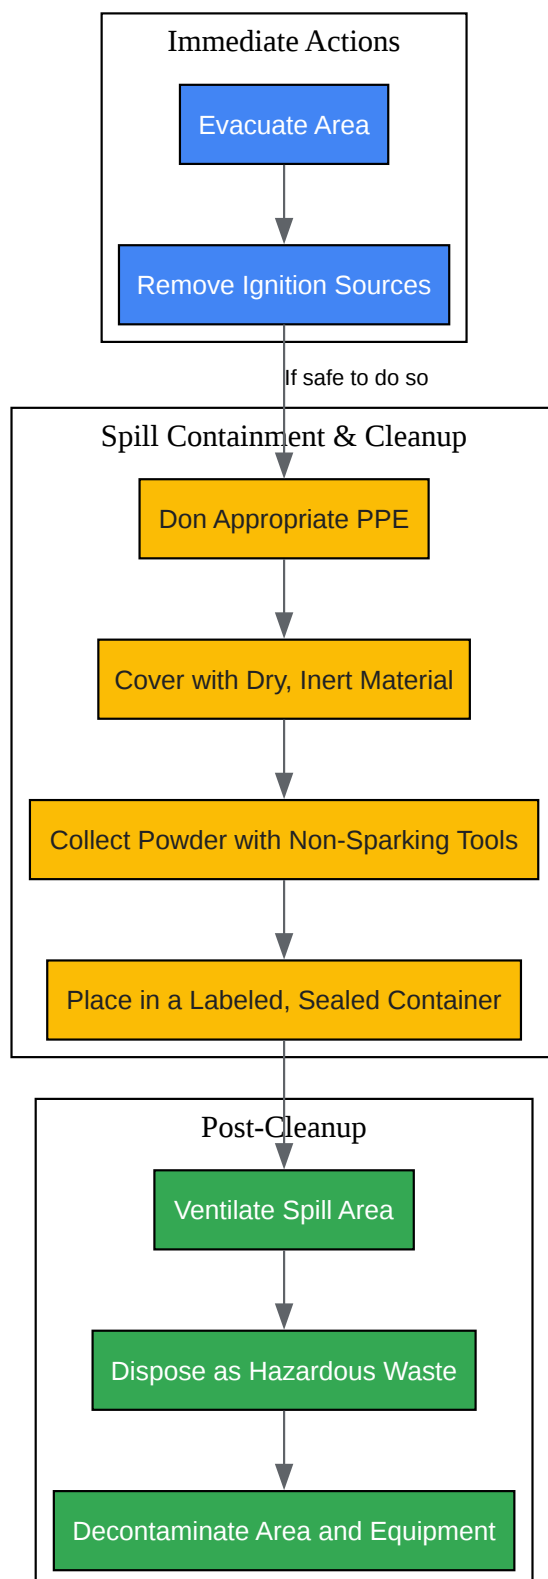 Immediate Actions
Evacuate Area
Remove Ignition Sources
If safe to do so
Spill Containment & Cleanup
Don Appropriate PPE
Cover with Dry, Inert Material
Collect Powder with Non-Sparking Tools
Place in a Labeled, Sealed Container
Post-Cleanup
Ventilate Spill Area
Dispose as Hazardous Waste
Decontaminate Area and Equipment